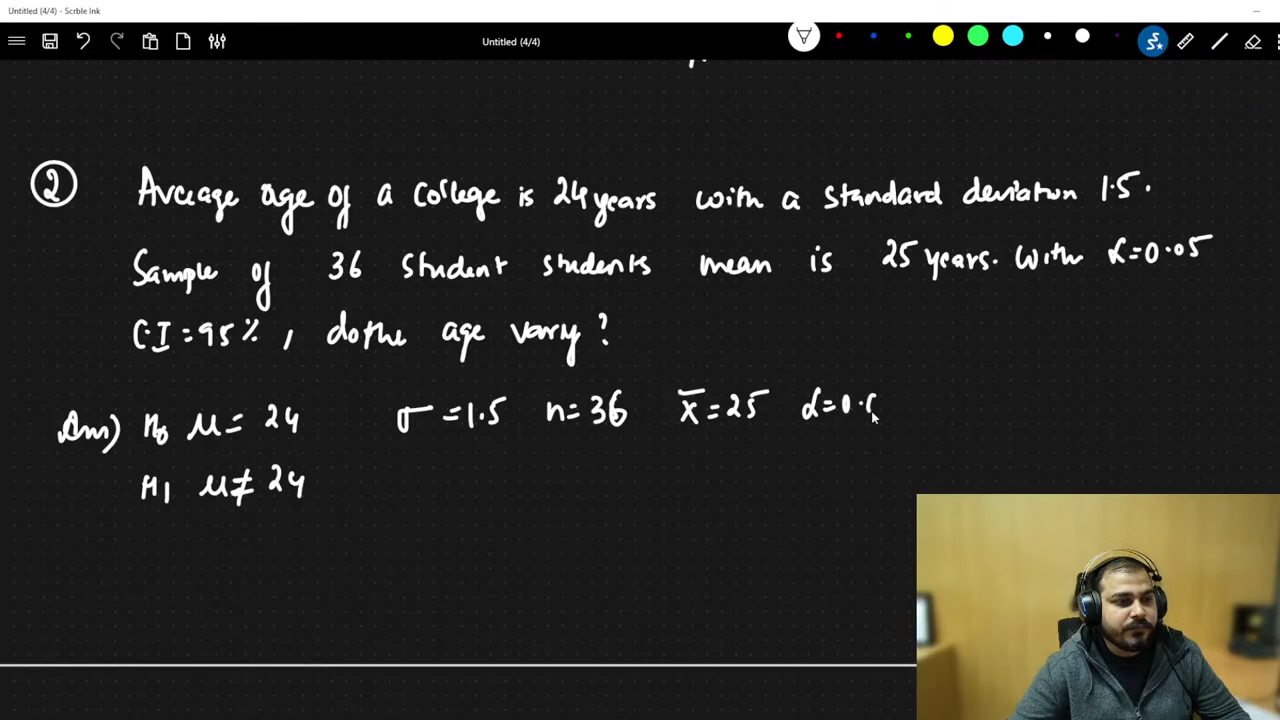 Untitled (4/4) - Scrble Ink
Untitled (4/4)
2 Average age of a college is 24 years with a standard deviation 1.5.
Sample of 36 student students mean is 25 years. With α=0.05
C.I=95%, do the age vary?
Ans) H0 μ = 24 σ = 1.5 n=36 x̄=25 α=0.0
H1 μ≠ 24